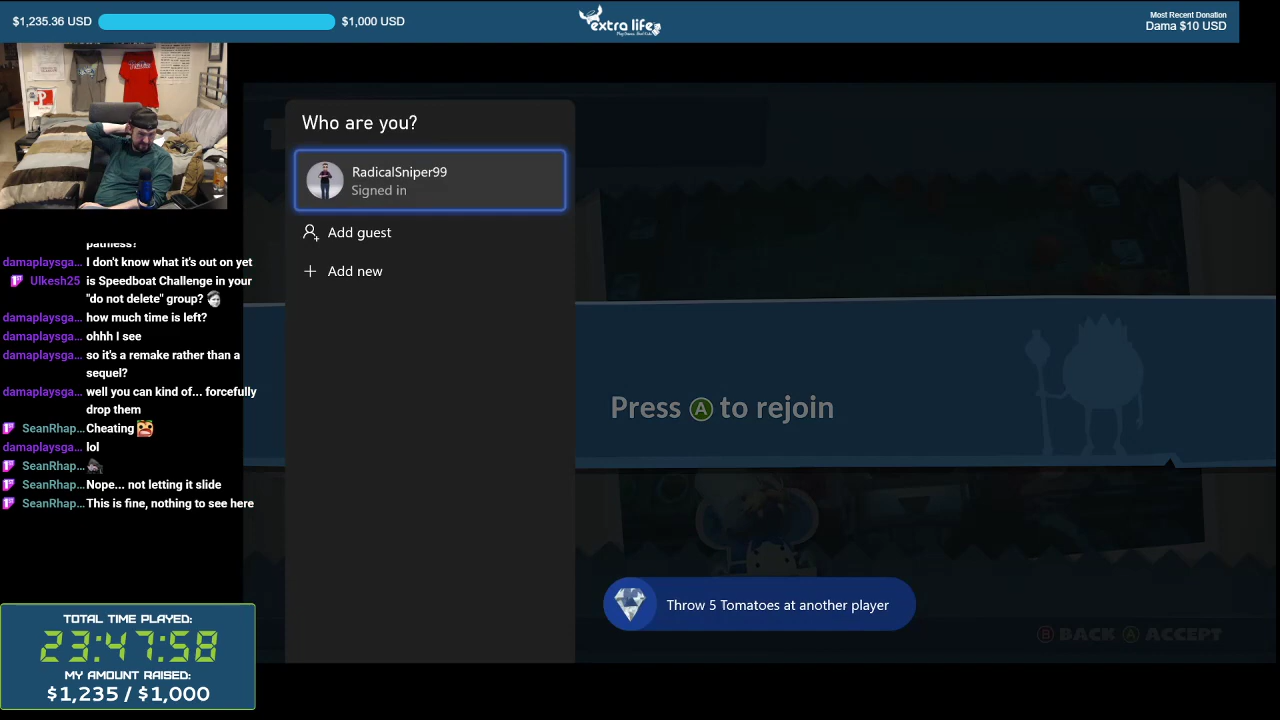 $1,235.36 USD
$1,000 USD
extra life
Play Games. Heal Kids.
Most Recent Donation
Dama $10 USD
Who are you?
RadicalSniper99
Signed in
Add guest
Add new
damaplaysga... I don't know what it's out on yet
Ulkesh25 is Speedboat Challenge in your
"do not delete" group?
damaplaysga... how much time is left?
damaplaysga... ohhh I see
damaplaysga... so it's a remake rather than a
sequel?
damaplaysga... well you can kind of... forcefully
drop them
SeanRhap... Cheating
damaplaysga... lol
SeanRhap...
SeanRhap... Nope... not letting it slide
SeanRhap... This is fine, nothing to see here
Press A to rejoin
Throw 5 Tomatoes at another player
B BACK A ACCEPT
TOTAL TIME PLAYED:
23:47:58
MY AMOUNT RAISED:
$1,235 / $1,000